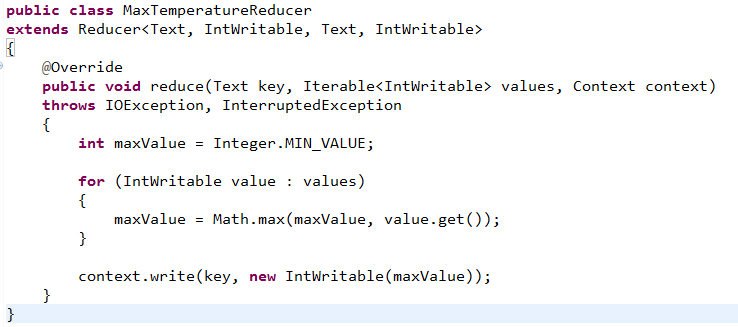 public class MaxTemperatureReducer
extends Reducer<Text, IntWritable, Text, IntWritable>
{
    @Override
    public void reduce(Text key, Iterable<IntWritable> values, Context context)
    throws IOException, InterruptedException
    {
        int maxValue = Integer.MIN_VALUE;

        for (IntWritable value : values)
        {
            maxValue = Math.max(maxValue, value.get());
        }

        context.write(key, new IntWritable(maxValue));
    }
}